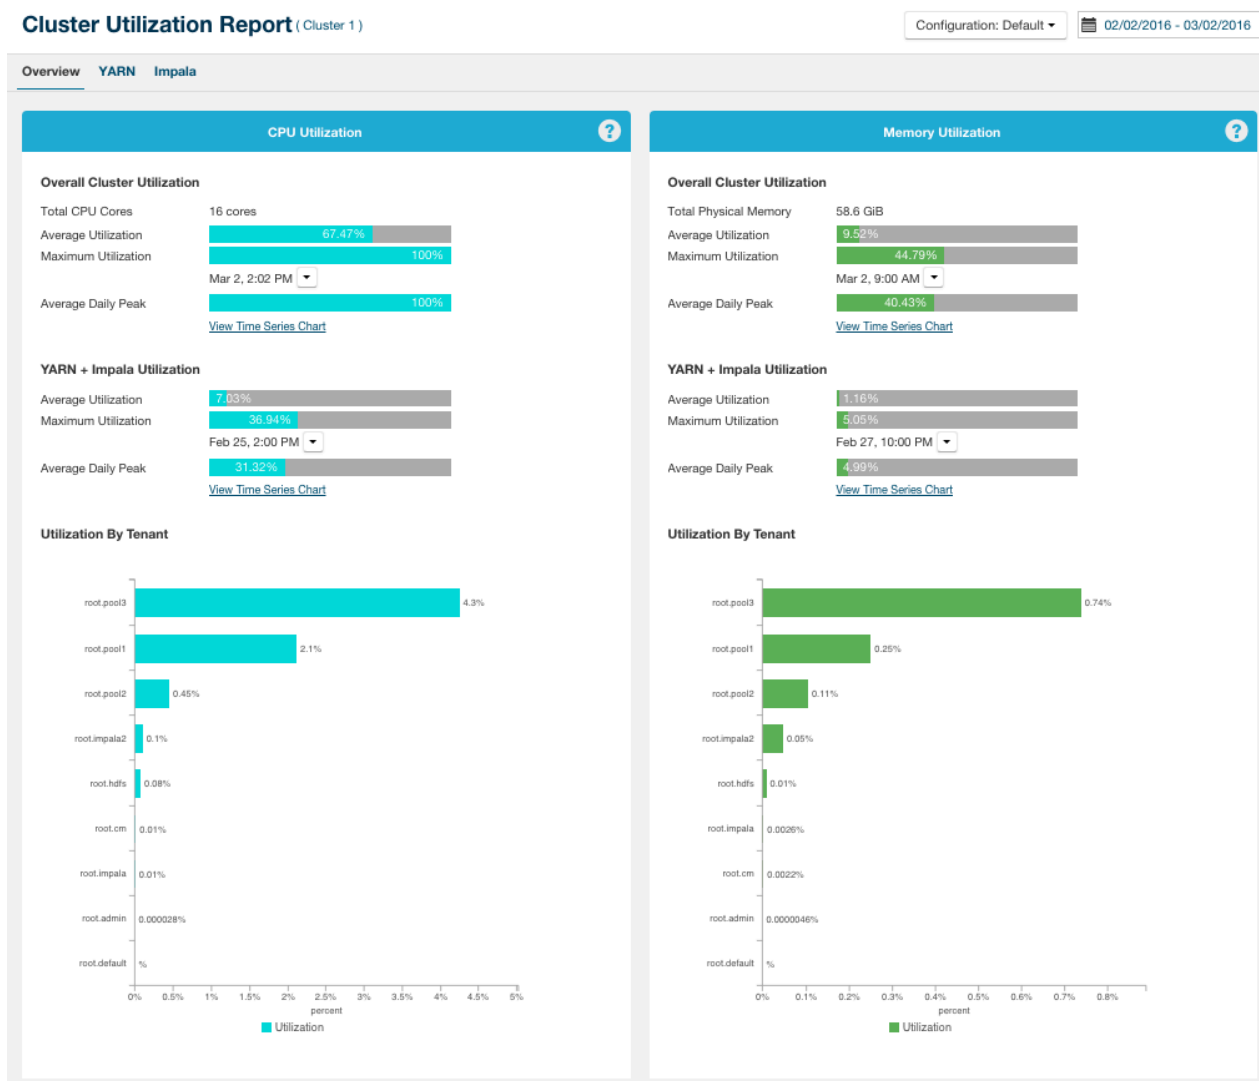 Cluster Utilization Report ( Cluster 1 )
Configuration: Default
02/02/2016 - 03/02/2016
Overview YARN Impala
CPU Utilization ?
Overall Cluster Utilization
Total CPU Cores 16 cores
Average Utilization 67.47%
Maximum Utilization 100%
Mar 2, 2:02 PM
Average Daily Peak 100%
View Time Series Chart
YARN + Impala Utilization
Average Utilization 7.03%
Maximum Utilization 36.94%
Feb 25, 2:00 PM
Average Daily Peak 31.32%
View Time Series Chart
Utilization By Tenant
root.pool3 4.3%
root.pool1 2.1%
root.pool2 0.45%
root.impala2 0.1%
root.hdfs 0.08%
root.cm 0.01%
root.impala 0.01%
root.admin 0.000028%
root.default %
0% 0.5% 1% 1.5% 2% 2.5% 3% 3.5% 4% 4.5% 5%
percent
Utilization
Memory Utilization ?
Overall Cluster Utilization
Total Physical Memory 58.6 GiB
Average Utilization 9.52%
Maximum Utilization 44.79%
Mar 2, 9:00 AM
Average Daily Peak 40.43%
View Time Series Chart
YARN + Impala Utilization
Average Utilization 1.16%
Maximum Utilization 5.05%
Feb 27, 10:00 PM
Average Daily Peak 4.99%
View Time Series Chart
Utilization By Tenant
root.pool3 0.74%
root.pool1 0.25%
root.pool2 0.11%
root.impala2 0.05%
root.hdfs 0.01%
root.impala 0.0026%
root.cm 0.0022%
root.admin 0.0000046%
root.default %
0% 0.1% 0.2% 0.3% 0.4% 0.5% 0.6% 0.7% 0.8%
percent
Utilization